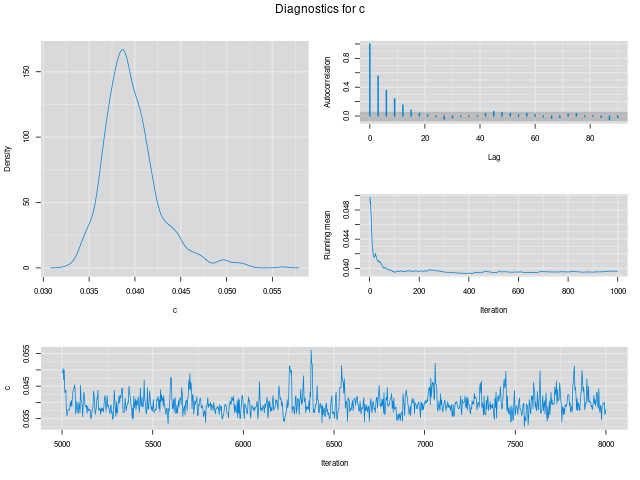 Diagnostics for c
Density
0 50 100 150
0.030 0.035 0.040 0.045 0.050 0.055
c
Autocorrelation
0.0 0.4 0.8
0 20 40 60 80
Lag
Running mean
0.040 0.044 0.048
0 200 400 600 800 1000
Iteration
c
0.035 0.045 0.055
5000 5500 6000 6500 7000 7500 8000
Iteration